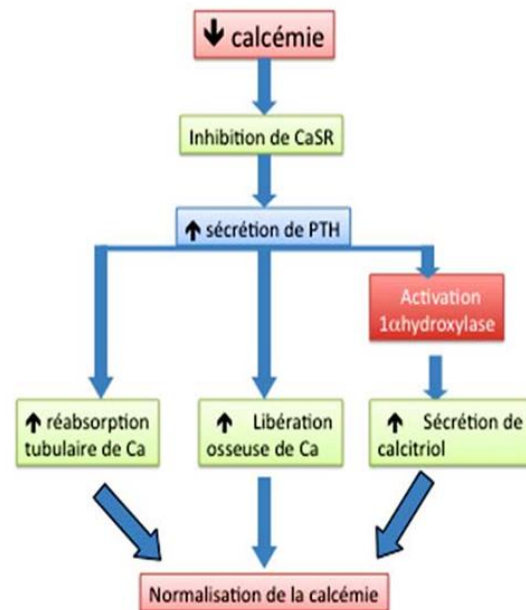 ↓ calcémie
Inhibition de CaSR
↑ sécrétion de PTH
Activation
1αhydroxylase
↑ réabsorption
tubulaire de Ca
↑ Libération
osseuse de Ca
↑ Sécrétion de
calcitriol
Normalisation de la calcémie